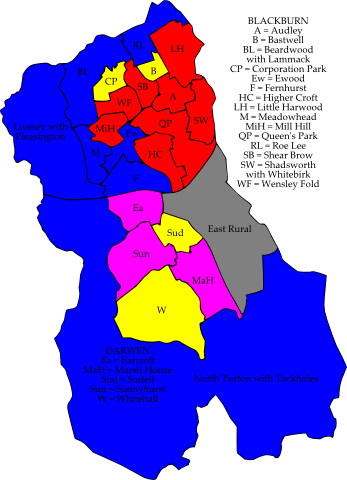 BLACKBURN
A = Audley
B = Bastwell
BL = Beardwood
with Lammack
CP = Corporation Park
Ew = Ewood
F = Fernhurst
HC = Higher Croft
LH = Little Harwood
M = Meadowhead
MiH = Mill Hill
QP = Queen's Park
RL = Roe Lee
SB = Shear Brow
SW = Shadsworth
with Whitebirk
WF = Wensley Fold
RL
LH
BL
B
CP
SB
A
WF
Livesey with
Pleasington
MiH
Ew
QP
SW
M
HC
F
Ea
Sud
East Rural
Sun
MaH
W
DARWEN
Ea = Earcroft
MaH = Marsh House
Sud = Sudell
Sun = Sunnyhurst
W = Whitehall
North Turton with Tockholes